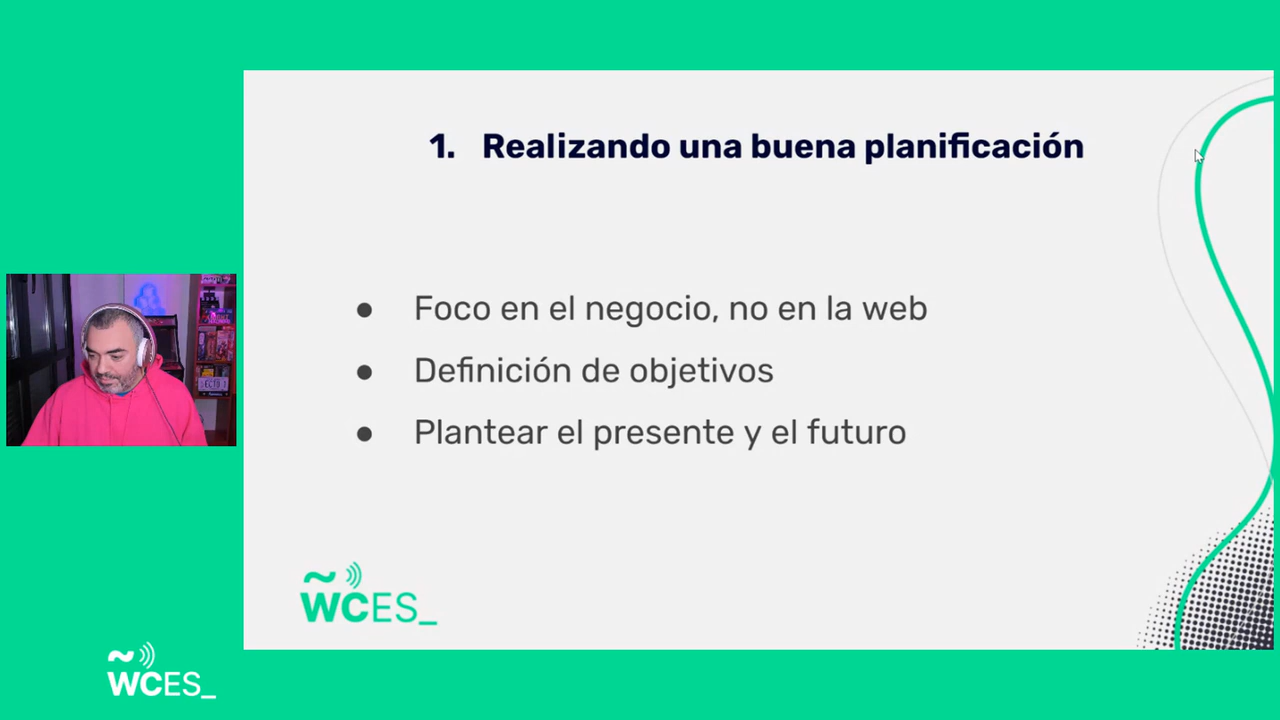 1. Realizando una buena planificación
● Foco en el negocio, no en la web
● Definición de objetivos
● Plantear el presente y el futuro
WCES_
WCES_